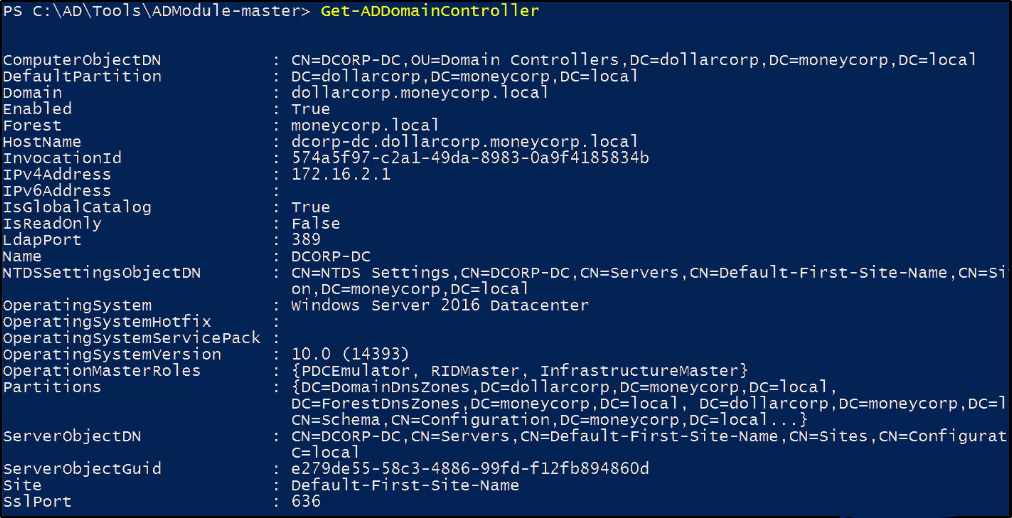 PS C:\AD\Tools\ADModule-master> Get-ADDomainController
ComputerObjectDN : CN=DCORP-DC,OU=Domain Controllers,DC=dollarcorp,DC=moneycorp,DC=local
DefaultPartition : DC=dollarcorp,DC=moneycorp,DC=local
Domain : dollarcorp.moneycorp.local
Enabled : True
Forest : moneycorp.local
HostName : dcorp-dc.dollarcorp.moneycorp.local
InvocationId : 574a5f97-c2a1-49da-8983-0a9f4185834b
IPv4Address : 172.16.2.1
IPv6Address :
IsGlobalCatalog : True
IsReadOnly : False
LdapPort : 389
Name : DCORP-DC
NTDSSettingsObjectDN : CN=NTDS Settings,CN=DCORP-DC,CN=Servers,CN=Default-First-Site-Name,CN=Si
on,DC=moneycorp,DC=local
OperatingSystem : Windows Server 2016 Datacenter
OperatingSystemHotfix :
OperatingSystemServicePack :
OperatingSystemVersion : 10.0 (14393)
OperationMasterRoles : {PDCEmulator, RIDMaster, InfrastructureMaster}
Partitions : {DC=DomainDnsZones,DC=dollarcorp,DC=moneycorp,DC=local,
DC=ForestDnsZones,DC=moneycorp,DC=local, DC=dollarcorp,DC=moneycorp,DC=l
CN=Schema,CN=Configuration,DC=moneycorp,DC=local...}
ServerObjectDN : CN=DCORP-DC,CN=Servers,CN=Default-First-Site-Name,CN=Sites,CN=Configurat
C=local
ServerObjectGuid : e279de55-58c3-4886-99fd-f12fb894860d
Site : Default-First-Site-Name
SslPort : 636